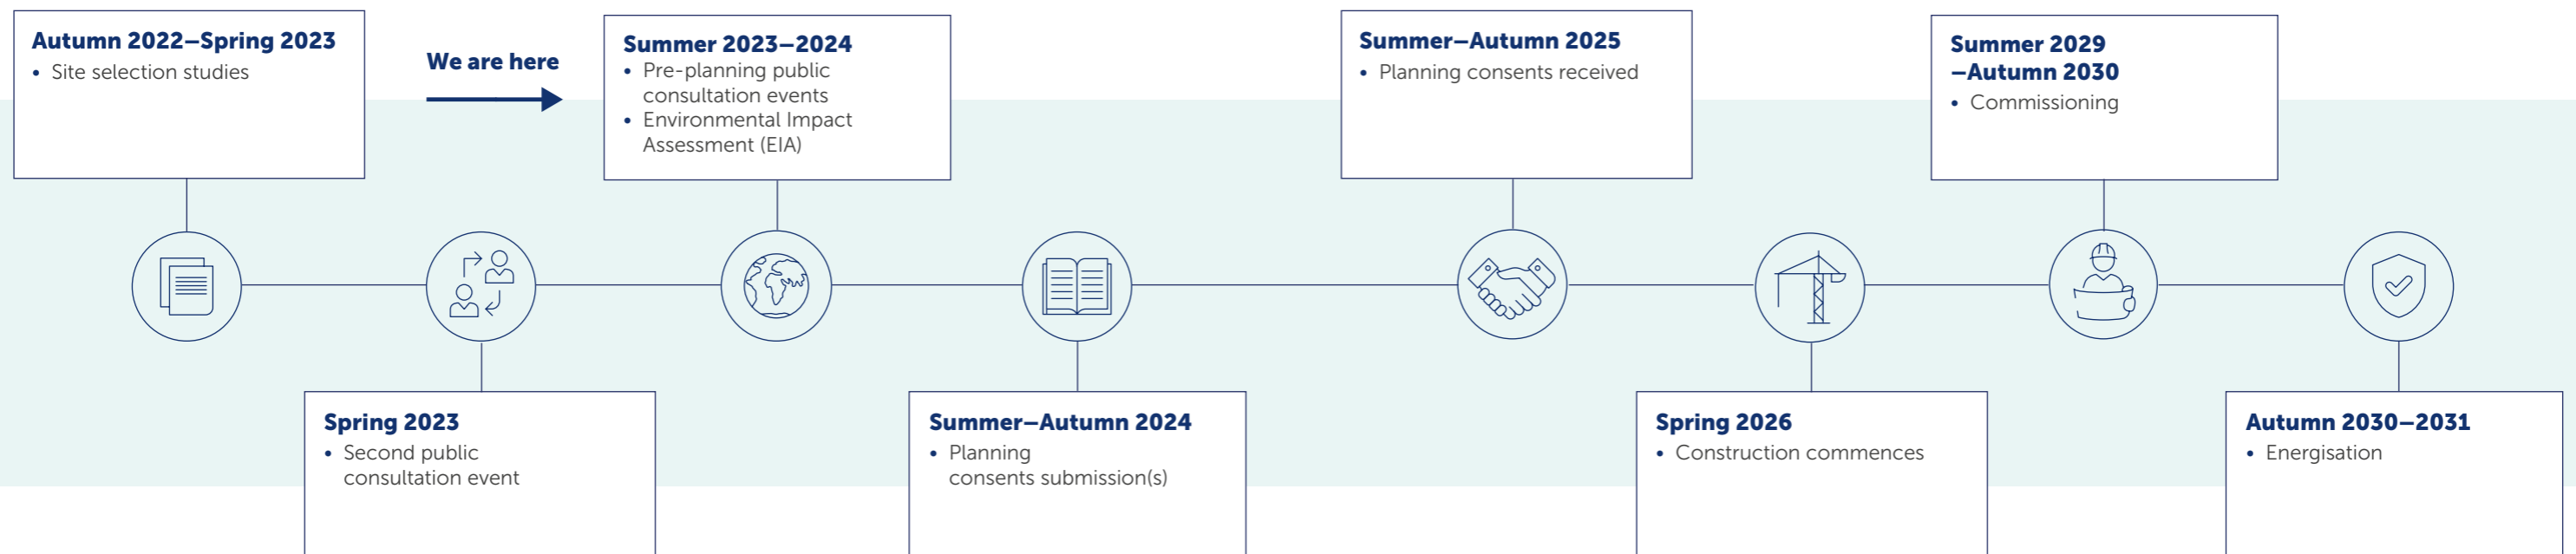 Autumn 2022–Spring 2023
• Site selection studies
We are here
Summer 2023–2024
• Pre-planning public
consultation events
• Environmental Impact
Assessment (EIA)
Summer–Autumn 2025
• Planning consents received
Summer 2029
–Autumn 2030
• Commissioning
Spring 2023
• Second public
consultation event
Summer–Autumn 2024
• Planning
consents submission(s)
Spring 2026
• Construction commences
Autumn 2030–2031
• Energisation